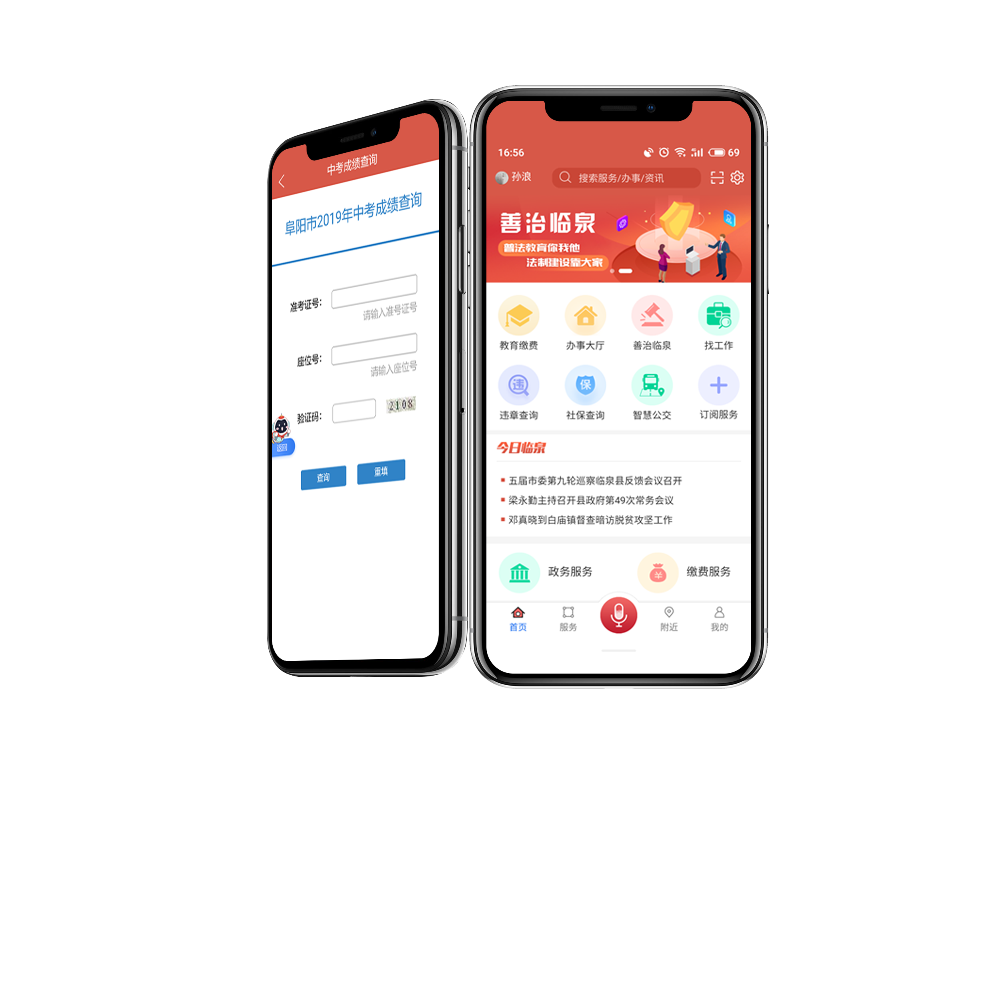 中考成绩查询
阜阳市2019年中考成绩查询
准考证号：
请输入准号证号
座位号：
请输入座位号
验证码：
2108
返回
查询 重填
16:56 69
孙浪 搜索服务/办事/资讯
善治临泉
普法教育你我他
法制建设靠大家
教育缴费 办事大厅 善治临泉 找工作
违 保
违章查询 社保查询 智慧公交 订阅服务
今日临泉
五届市委第九轮巡察临泉县反馈会议召开
梁永勤主持召开县政府第49次常务会议
邓真晓到白庙镇督查暗访脱贫攻坚工作
政务服务 ¥ 缴费服务
首页 服务 附近 我的